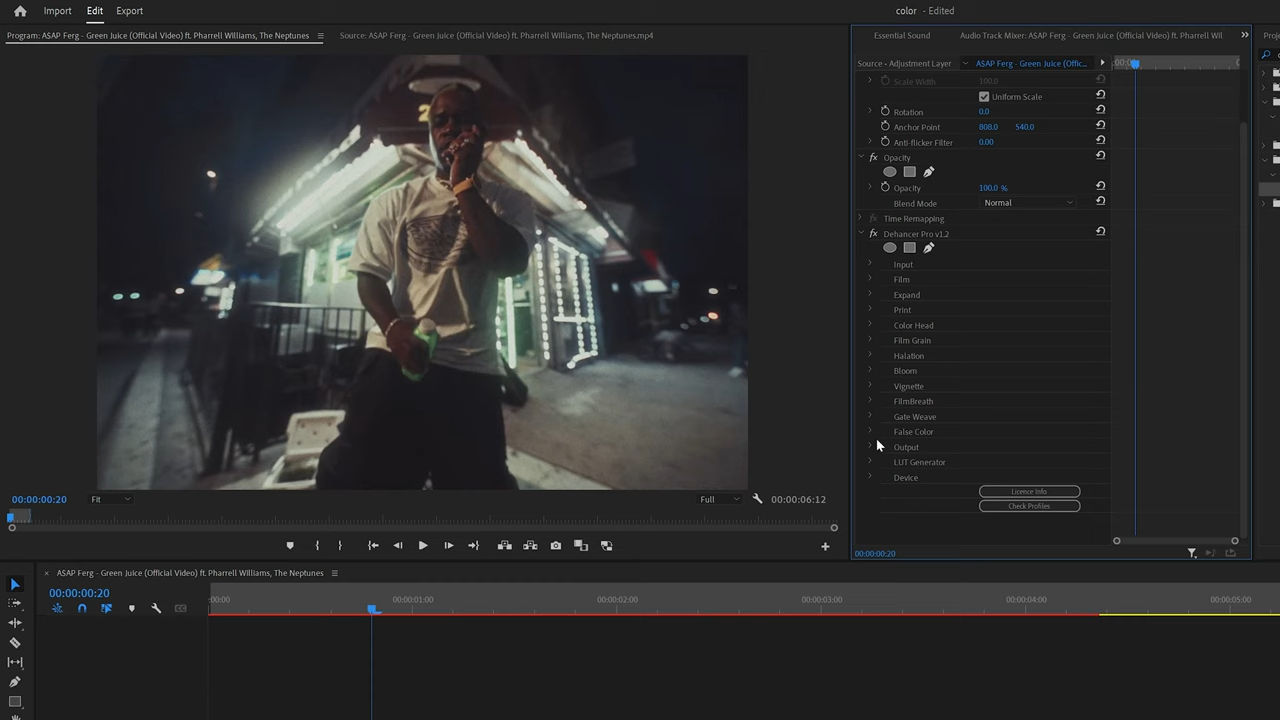 Import Edit Export color - Edited
Program: ASAP Ferg - Green Juice (Official Video) ft. Pharrell Williams, The Neptunes
Source: ASAP Ferg - Green Juice (Official Video) ft. Pharrell Williams, The Neptunes.mp4
Essential Sound
Audio Track Mixer: ASAP Ferg - Green Juice (Official Video) ft. Pharrell Wil
Source - Adjustment Layer
ASAP Ferg - Green Juice (Offic...
:00:0
Scale Width 100.0
Uniform Scale
Rotation 0.0
Anchor Point 808.0 540.0
Anti-flicker Filter 0.00
fx Opacity
Opacity 100.0 %
Blend Mode Normal
fx Time Remapping
fx Dehancer Pro v1.2
Input
Film
Expand
Print
Color Head
Film Grain
Halation
Bloom
Vignette
FilmBreath
Gate Weave
False Color
Output
LUT Generator
Device
Licence Info
Check Profiles
00:00:00:20 Fit Full 00:00:06:12
00:00:00:20
ASAP Ferg - Green Juice (Official Video) ft. Pharrell Williams, The Neptunes
00:00:00:20
:00:00 00:00:01:00 00:00:02:00 00:00:03:00 00:00:04:00 00:00:05:00